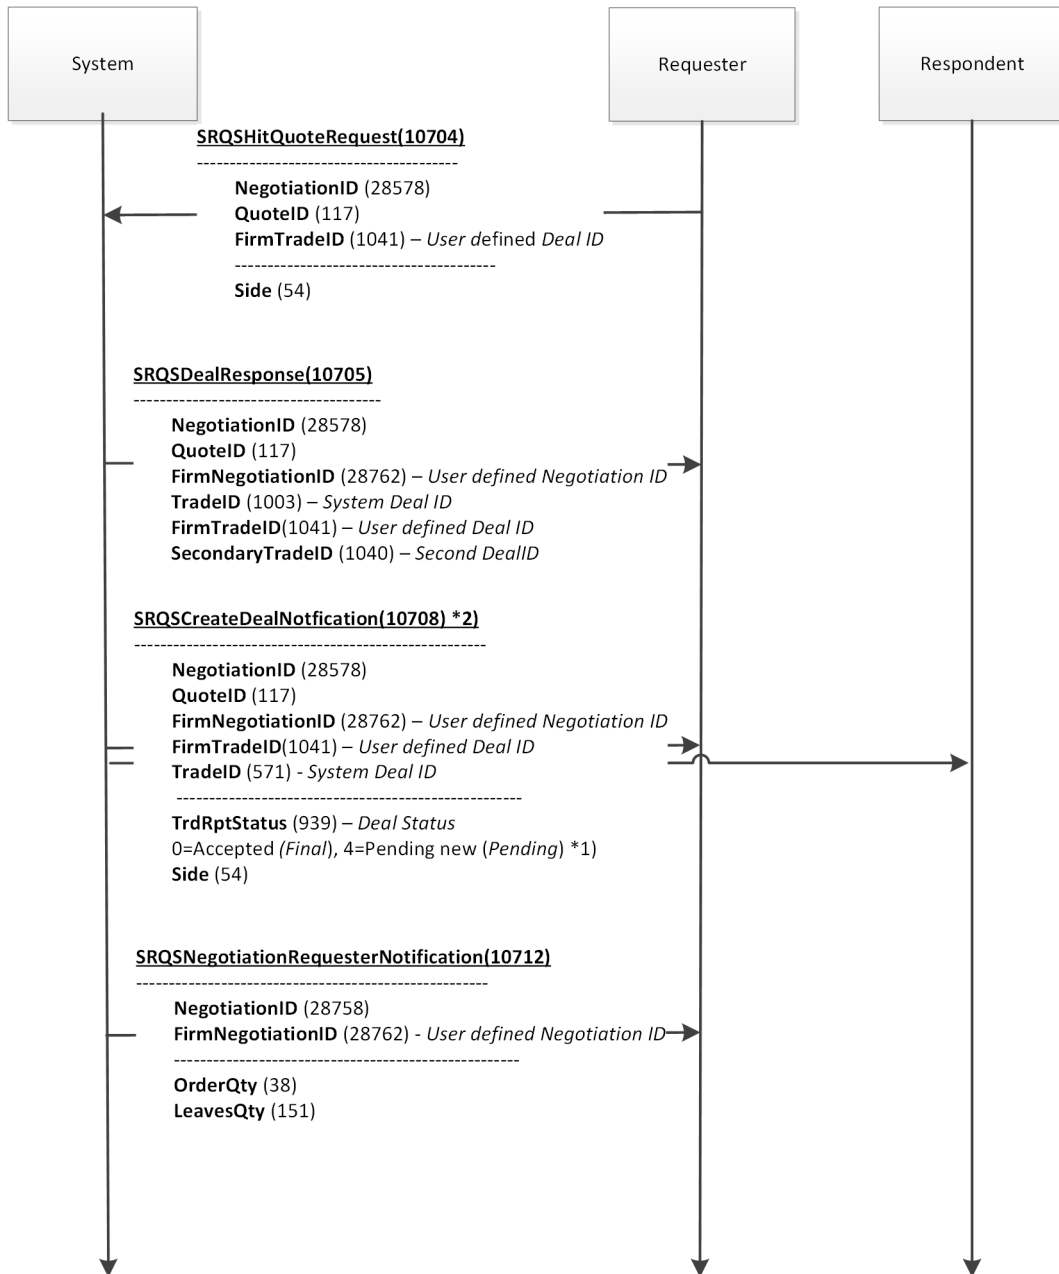 System
Requester
Respondent
SRQSHitQuoteRequest(10704)
----------------------------------------
NegotiationID (28578)
QuoteID (117)
FirmTradeID (1041) – User defined Deal ID
----------------------------------------
Side (54)
SRQSDealResponse(10705)
--------------------------------------
NegotiationID (28578)
QuoteID (117)
FirmNegotiationID (28762) – User defined Negotiation ID
TradeID (1003) – System Deal ID
FirmTradeID(1041) – User defined Deal ID
SecondaryTradeID (1040) – Second DealID
SRQSCreateDealNotfication(10708) *2)
------------------------------------------------------
NegotiationID (28578)
QuoteID (117)
FirmNegotiationID (28762) – User defined Negotiation ID
FirmTradeID(1041) – User defined Deal ID
TradeID (571) - System Deal ID
-----------------------------------------------------
TrdRptStatus (939) – Deal Status
0=Accepted (Final), 4=Pending new (Pending) *1)
Side (54)
SRQSNegotiationRequesterNotification(10712)
------------------------------------------------------
NegotiationID (28758)
FirmNegotiationID (28762) - User defined Negotiation ID
-----------------------------------------------------
OrderQty (38)
LeavesQty (151)